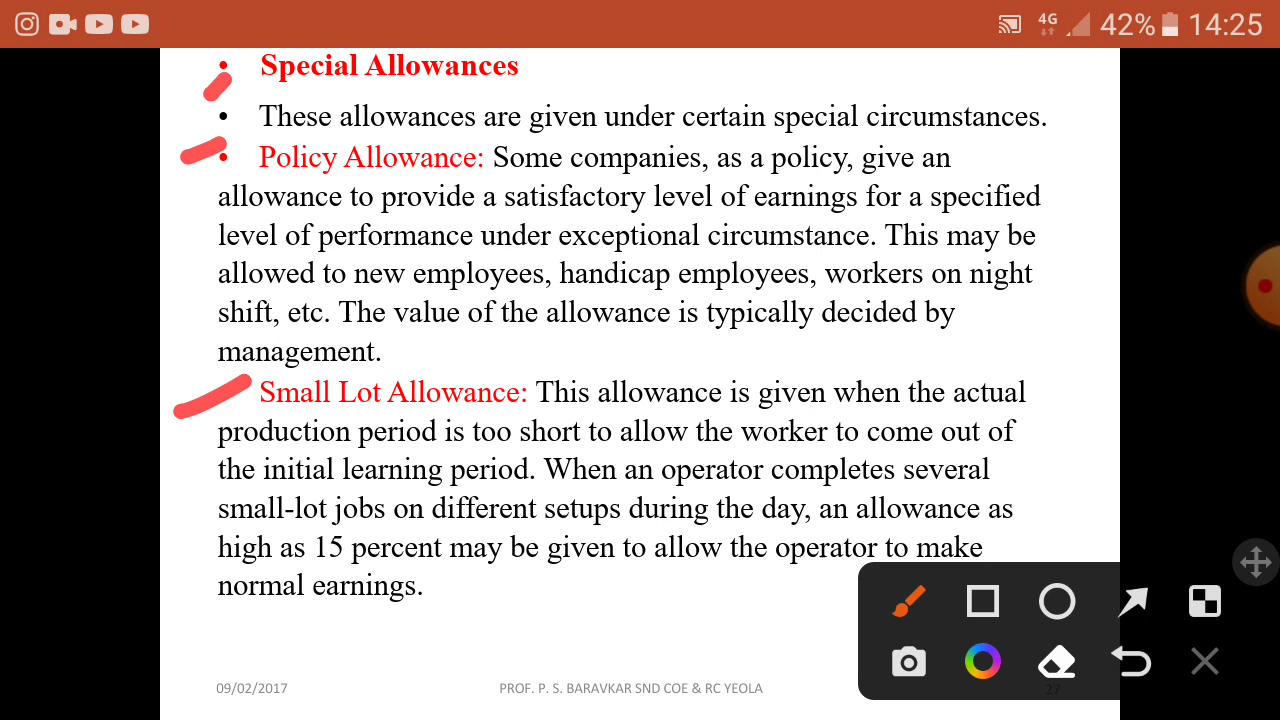 4G 42% 14:25
• Special Allowances
• These allowances are given under certain special circumstances.
• Policy Allowance: Some companies, as a policy, give an
allowance to provide a satisfactory level of earnings for a specified
level of performance under exceptional circumstance. This may be
allowed to new employees, handicap employees, workers on night
shift, etc. The value of the allowance is typically decided by
management.
Small Lot Allowance: This allowance is given when the actual
production period is too short to allow the worker to come out of
the initial learning period. When an operator completes several
small-lot jobs on different setups during the day, an allowance as
high as 15 percent may be given to allow the operator to make
normal earnings.
09/02/2017 PROF. P. S. BARAVKAR SND COE & RC YEOLA 27